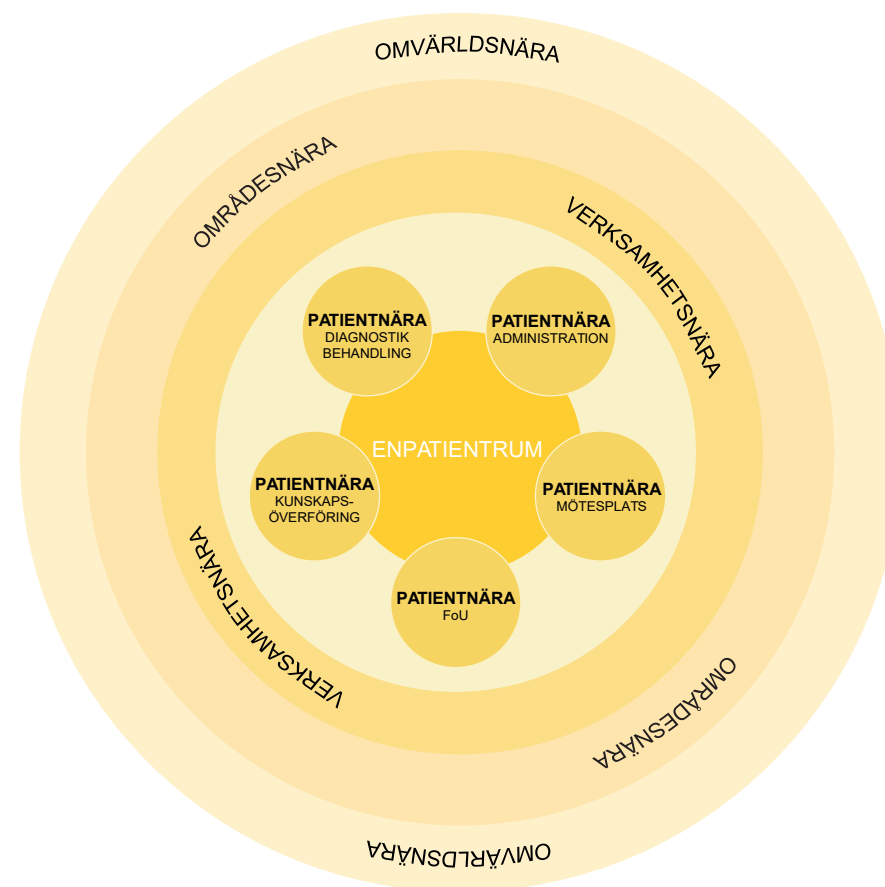 OMVÄRLDSNÄRA
OMRÅDESNÄRA
VERKSAMHETSNÄRA
PATIENTNÄRA
DIAGNOSTIK
BEHANDLING
PATIENTNÄRA
ADMINISTRATION
ENPATIENTRUM
PATIENTNÄRA
KUNSKAPS-
ÖVERFÖRING
PATIENTNÄRA
MÖTESPLATS
PATIENTNÄRA
FoU
VERKSAMHETSNÄRA
OMRÅDESNÄRA
OMVÄRLDSNÄRA